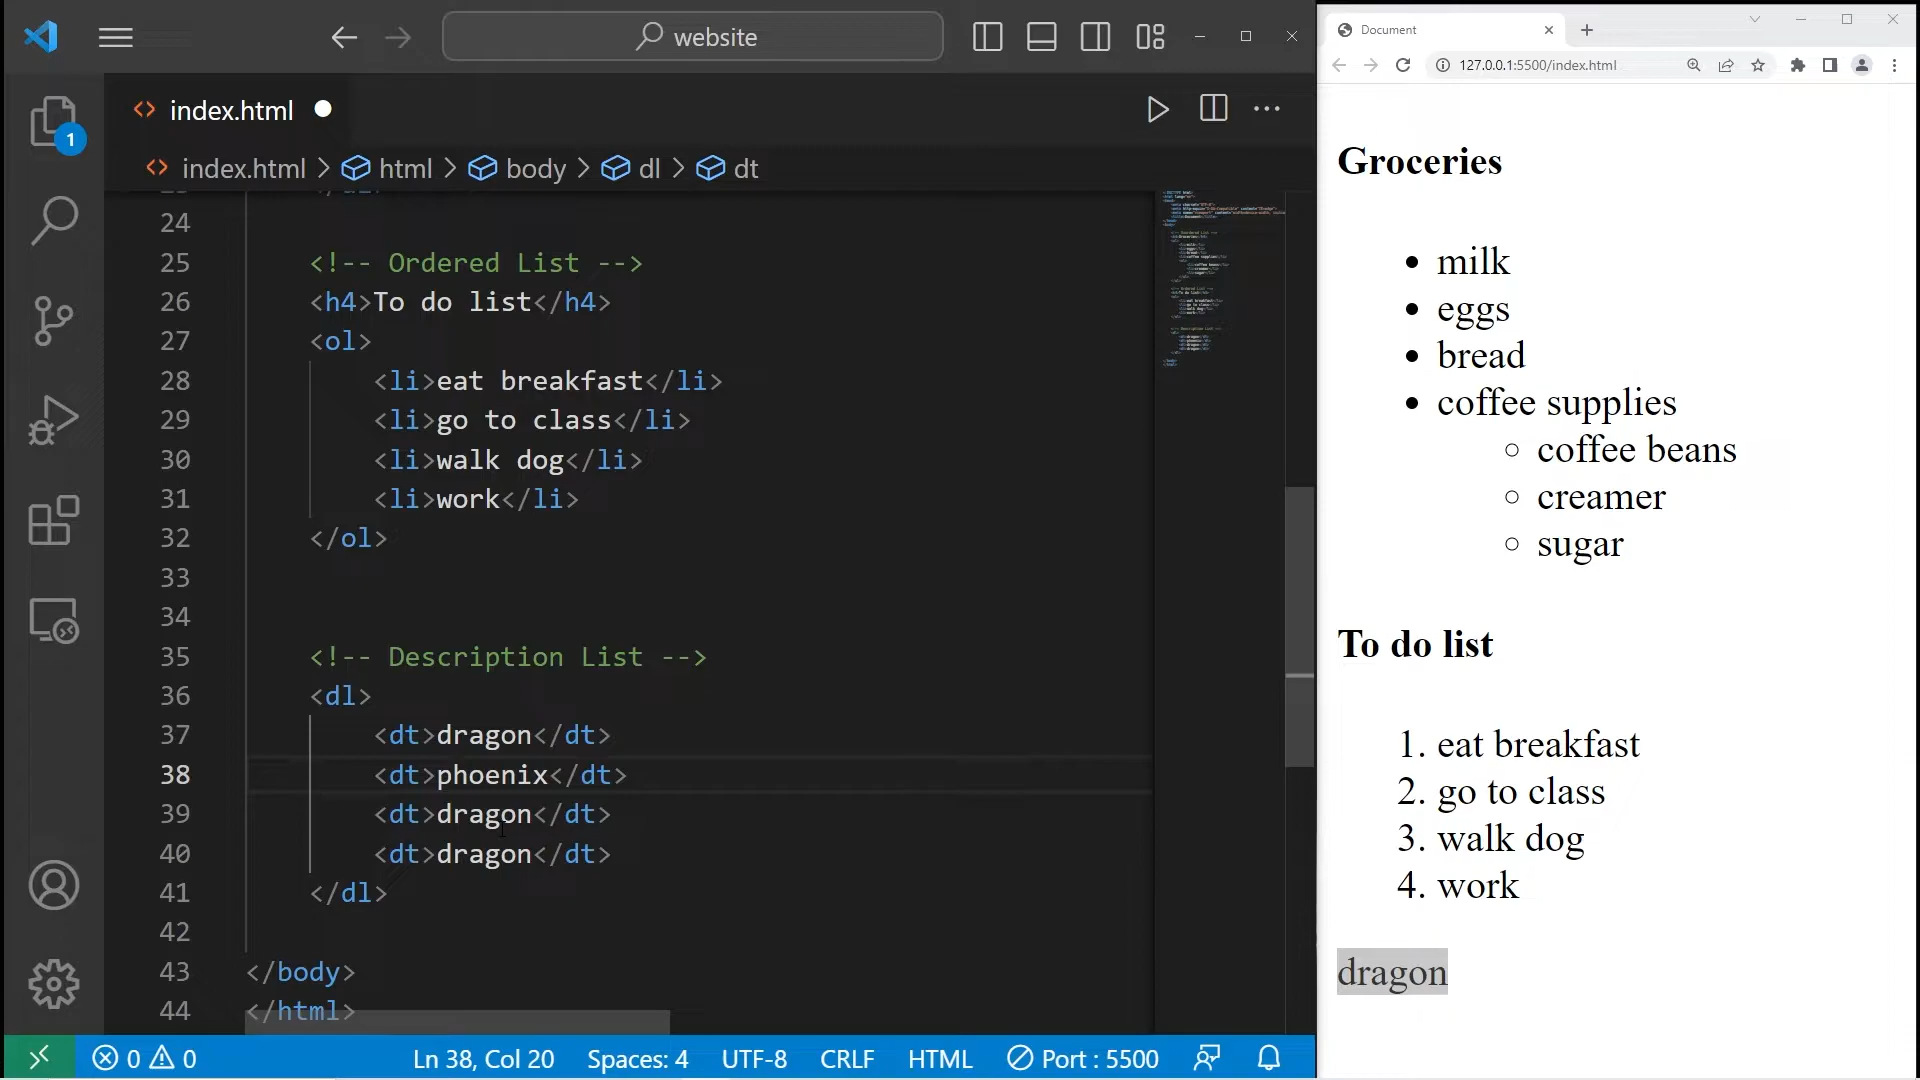 website
index.html
1
index.html > html > body > dl > dt
24
25 <!-- Ordered List -->
26 <h4>To do list</h4>
27 <ol>
28 <li>eat breakfast</li>
29 <li>go to class</li>
30 <li>walk dog</li>
31 <li>work</li>
32 </ol>
33
34
35 <!-- Description List -->
36 <dl>
37 <dt>dragon</dt>
38 <dt>phoenix</dt>
39 <dt>dragon</dt>
40 <dt>dragon</dt>
41 </dl>
42
43 </body>
44 </html>
0 0 Ln 38, Col 20 Spaces: 4 UTF-8 CRLF HTML Port : 5500
Document
127.0.0.1:5500/index.html
Groceries
• milk
• eggs
• bread
• coffee supplies
○ coffee beans
○ creamer
○ sugar
To do list
1. eat breakfast
2. go to class
3. walk dog
4. work
dragon